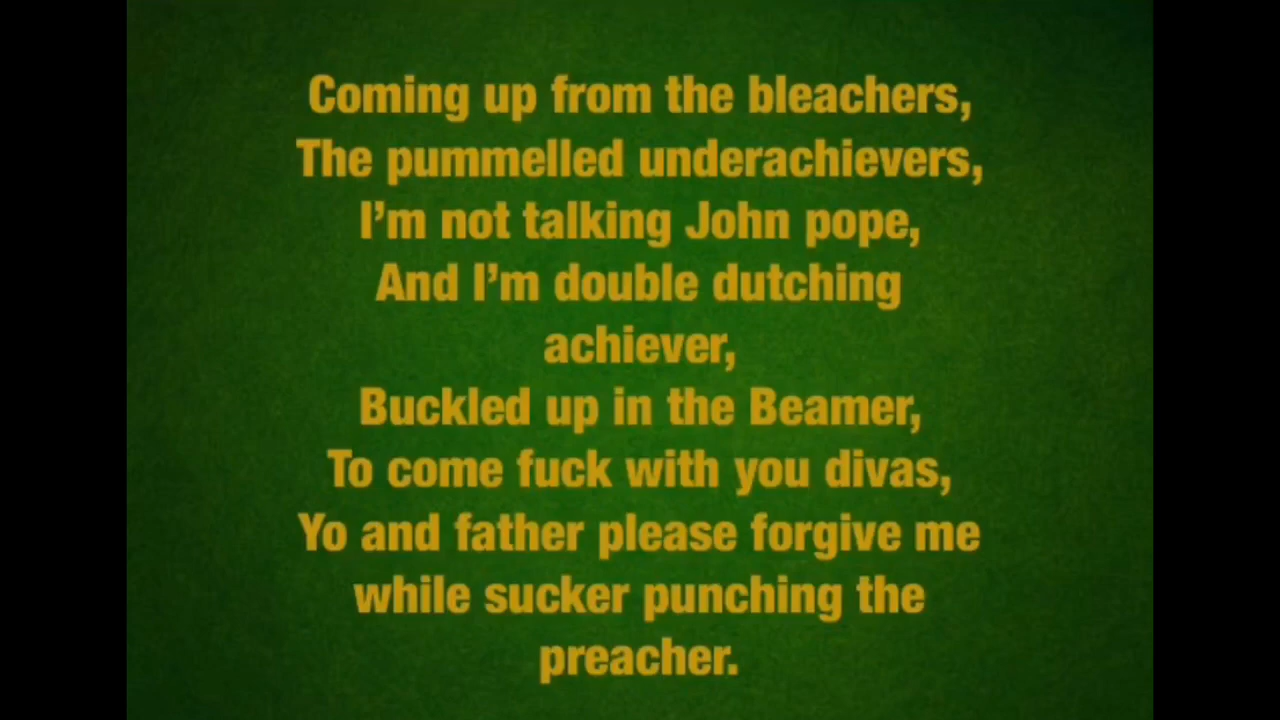 Coming up from the bleachers,
The pummelled underachievers,
I'm not talking John pope,
And I'm double dutching
achiever,
Buckled up in the Beamer,
To come fuck with you divas,
Yo and father please forgive me
while sucker punching the
preacher.